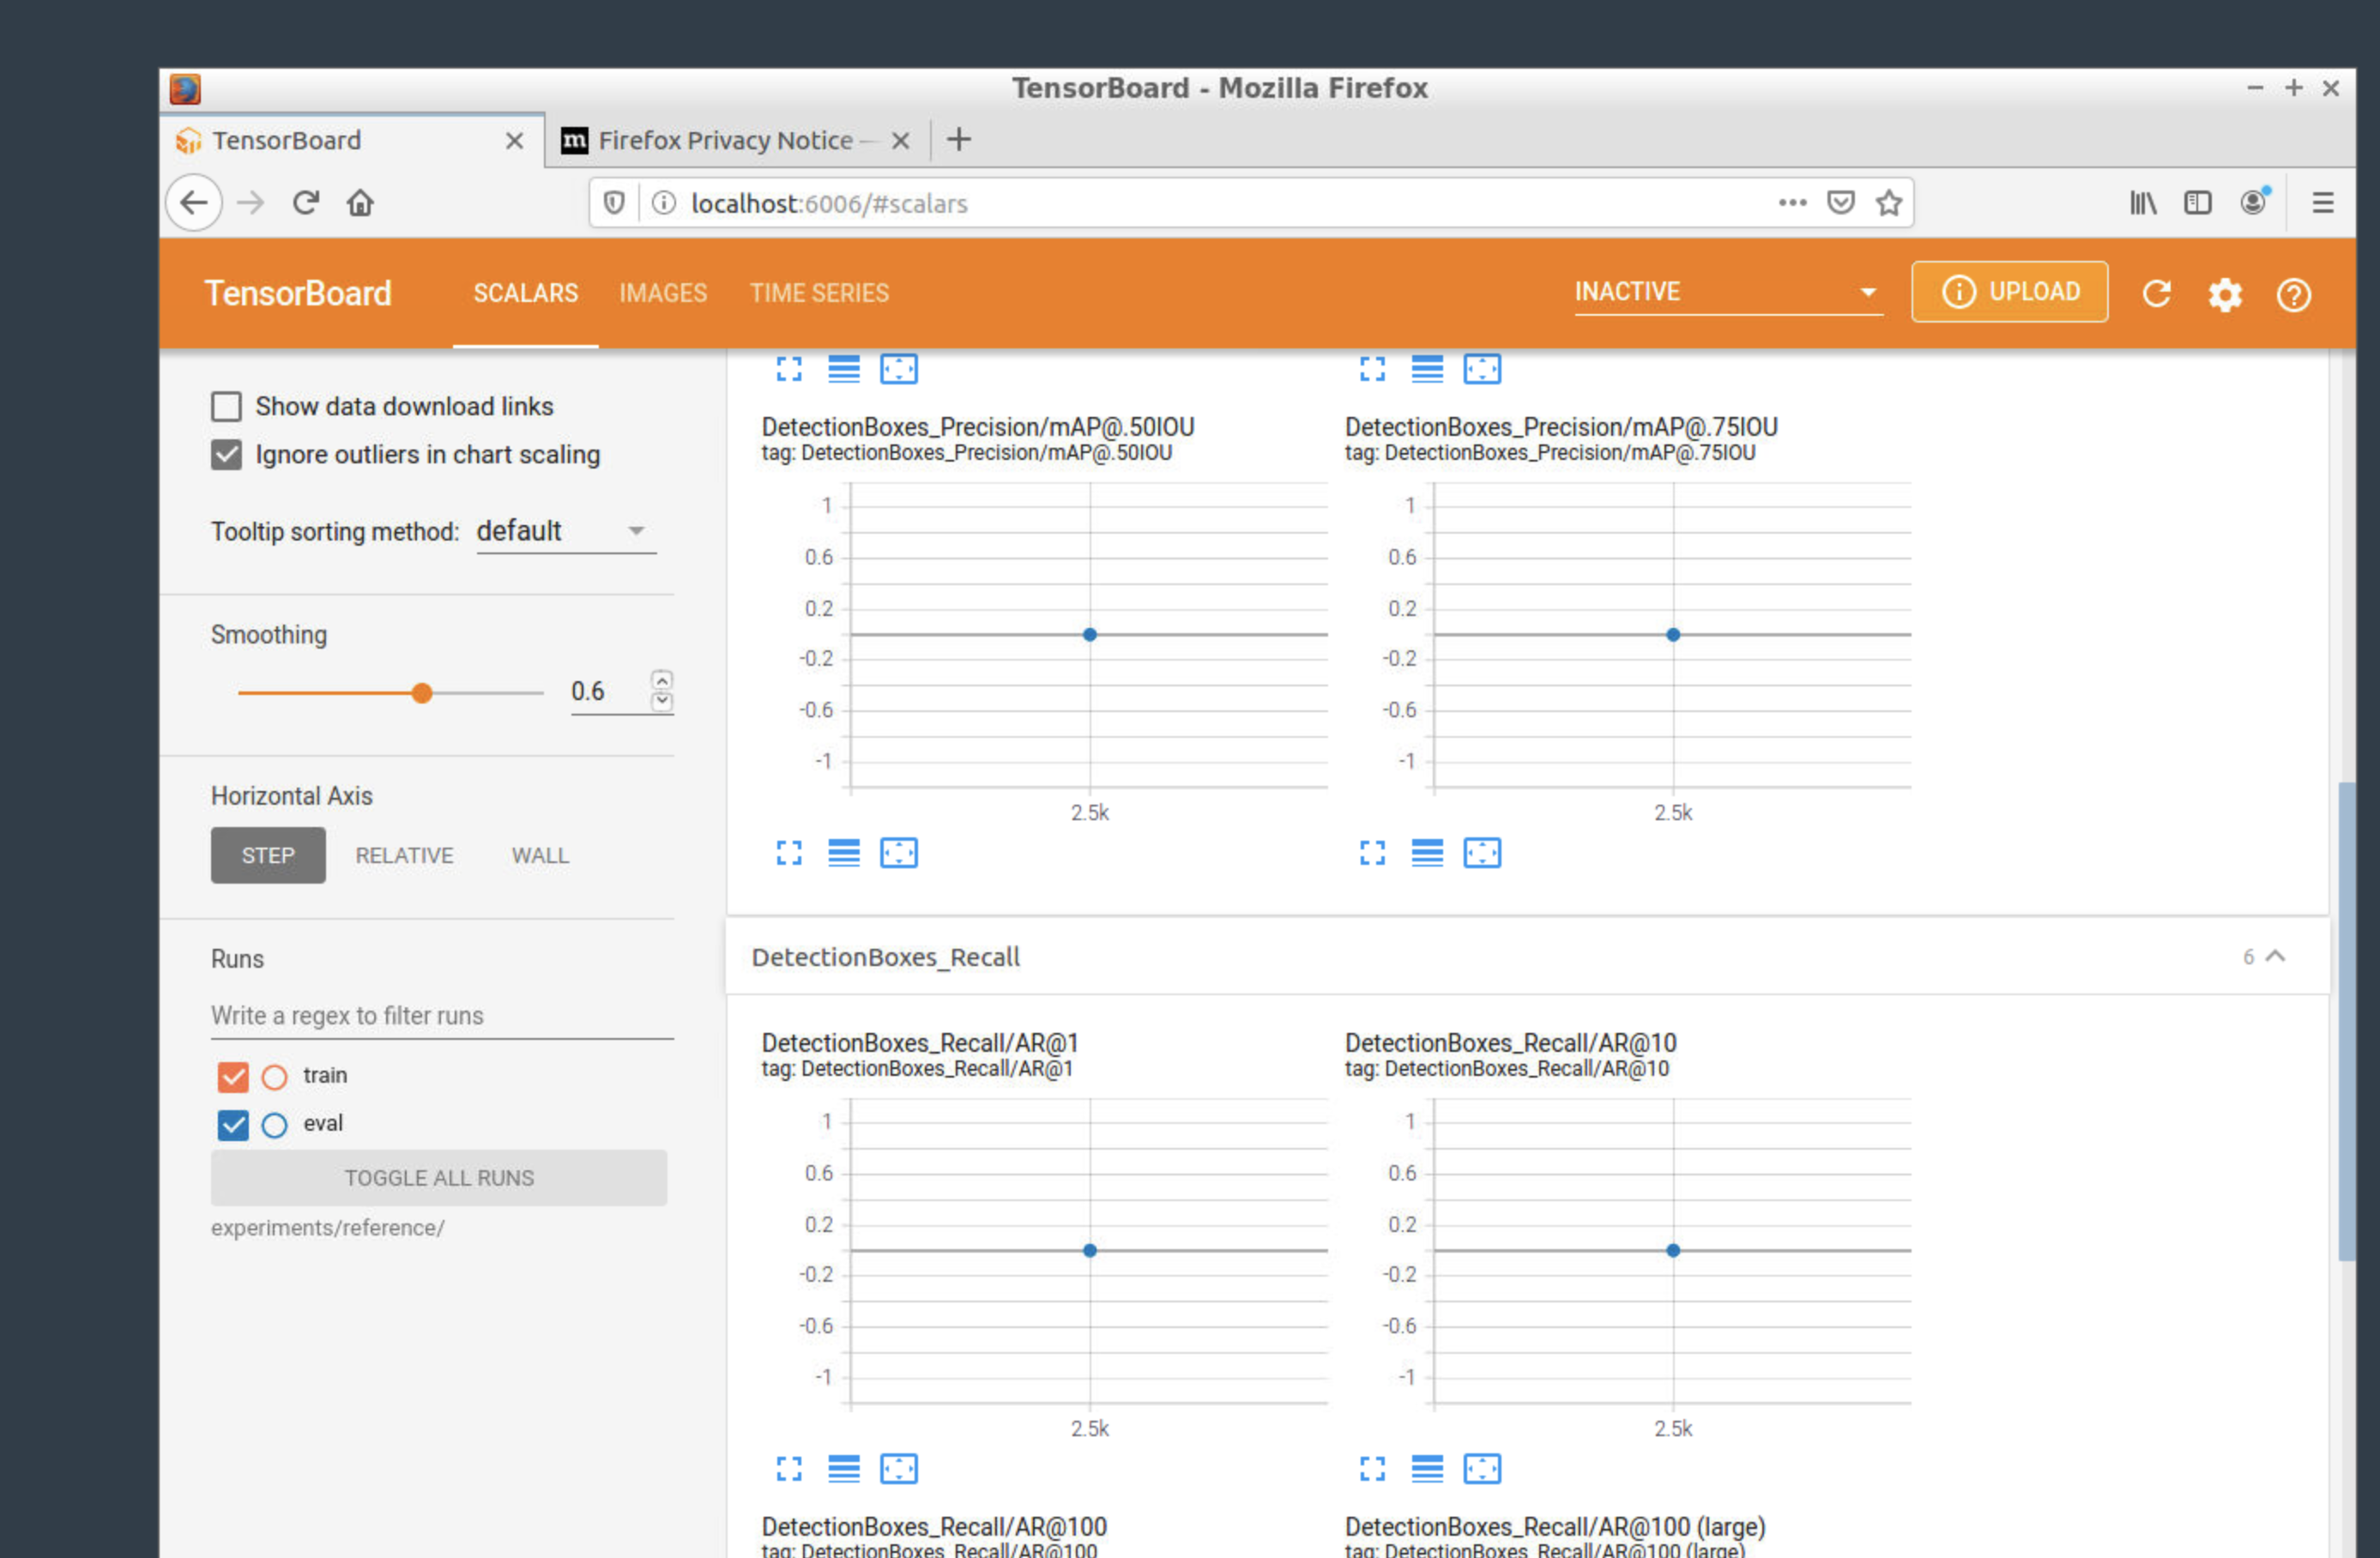 TensorBoard - Mozilla Firefox
TensorBoard
Firefox Privacy Notice —
localhost:6006/#scalars
TensorBoard SCALARS IMAGES TIME SERIES INACTIVE UPLOAD
Show data download links
Ignore outliers in chart scaling
Tooltip sorting method: default
Smoothing
0.6
Horizontal Axis
STEP RELATIVE WALL
Runs
Write a regex to filter runs
train
eval
TOGGLE ALL RUNS
experiments/reference/
DetectionBoxes_Precision/mAP@.50IOU
tag: DetectionBoxes_Precision/mAP@.50IOU
1
0.6
0.2
-0.2
-0.6
-1
2.5k
DetectionBoxes_Precision/mAP@.75IOU
tag: DetectionBoxes_Precision/mAP@.75IOU
1
0.6
0.2
-0.2
-0.6
-1
2.5k
DetectionBoxes_Recall
6
DetectionBoxes_Recall/AR@1
tag: DetectionBoxes_Recall/AR@1
1
0.6
0.2
-0.2
-0.6
-1
2.5k
DetectionBoxes_Recall/AR@10
tag: DetectionBoxes_Recall/AR@10
1
0.6
0.2
-0.2
-0.6
-1
2.5k
DetectionBoxes_Recall/AR@100
tag: DetectionBoxes_Recall/AR@100
DetectionBoxes_Recall/AR@100 (large)
tag: DetectionBoxes_Recall/AR@100 (large)